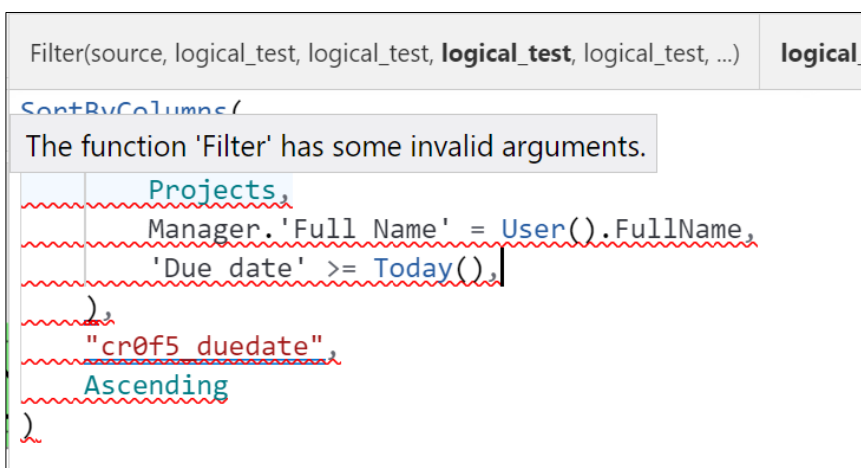 Filter(source, logical_test, logical_test, logical_test, logical_test, ...) logical_
SortByColumns(
The function 'Filter' has some invalid arguments.
Projects,
Manager.'Full Name' = User().FullName,
'Due date' >= Today(),
),
"cr0f5_duedate",
Ascending
)